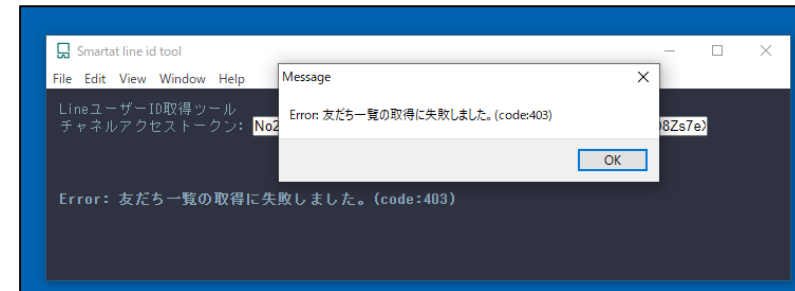 Smartat line id tool
File Edit View Window Help
Message
LineユーザーID取得ツール
Error: 友だち一覧の取得に失敗しました。(code:403)
チャネルアクセストークン: No2
8Zs7e
OK
Error: 友だち一覧の取得に失敗しました。(code:403)